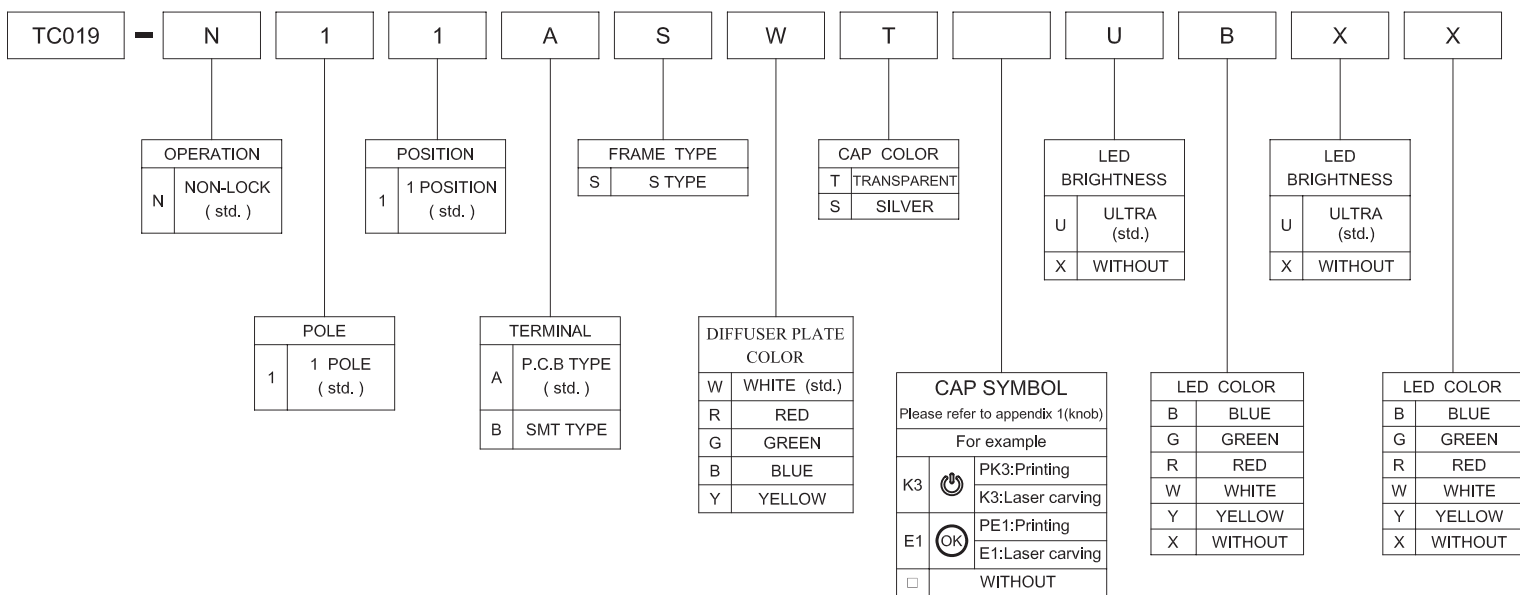 TC019 - N 1 1 A S W T U B X X
OPERATION
N NON-LOCK
( std. )
POSITION
1 1 POSITION
( std. )
FRAME TYPE
S S TYPE
CAP COLOR
T TRANSPARENT
S SILVER
LED
BRIGHTNESS
U ULTRA
(std.)
X WITHOUT
LED
BRIGHTNESS
U ULTRA
(std.)
X WITHOUT
POLE
1 1 POLE
( std. )
TERMINAL
A P.C.B TYPE
( std. )
B SMT TYPE
DIFFUSER PLATE
COLOR
W WHITE (std.)
R RED
G GREEN
B BLUE
Y YELLOW
CAP SYMBOL
Please refer to appendix 1(knob)
For example
K3 PK3:Printing
K3:Laser carving
E1 OK PE1:Printing
E1:Laser carving
□ WITHOUT
LED COLOR
B BLUE
G GREEN
R RED
W WHITE
Y YELLOW
X WITHOUT
LED COLOR
B BLUE
G GREEN
R RED
W WHITE
Y YELLOW
X WITHOUT